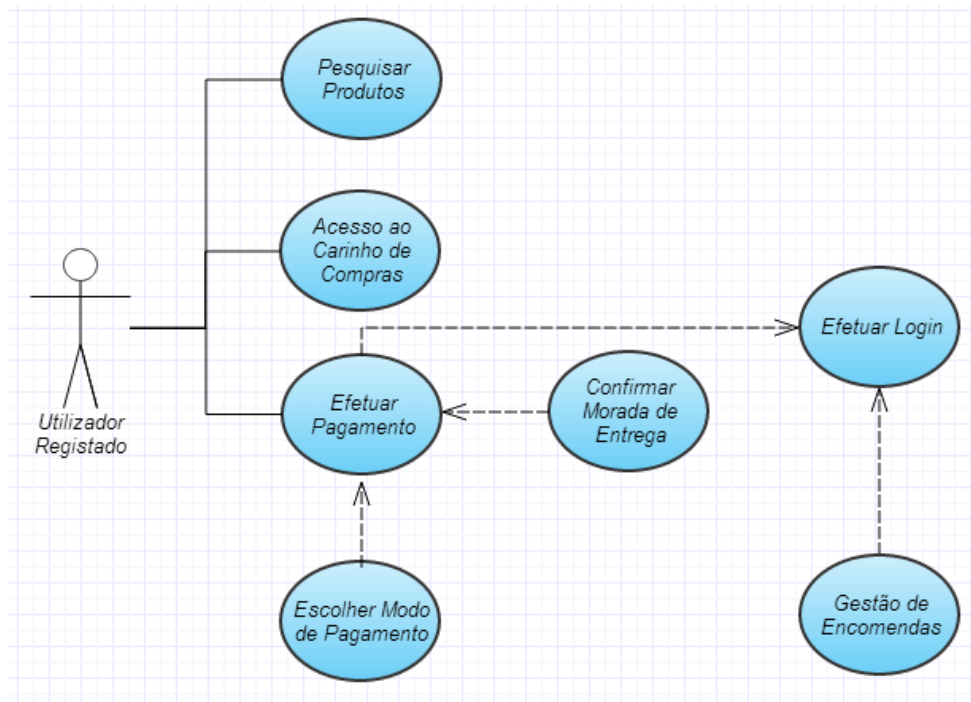 Pesquisar
Produtos
Acesso ao
Carinho de
Compras
Utilizador
Registado
Efetuar
Pagamento
Confirmar
Morada de
Entrega
Efetuar Login
Escolher Modo
de Pagamento
Gestão de
Encomendas